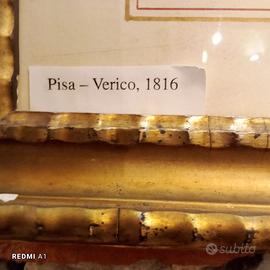 Pisa – Verico, 1816
subito
REDMI A1